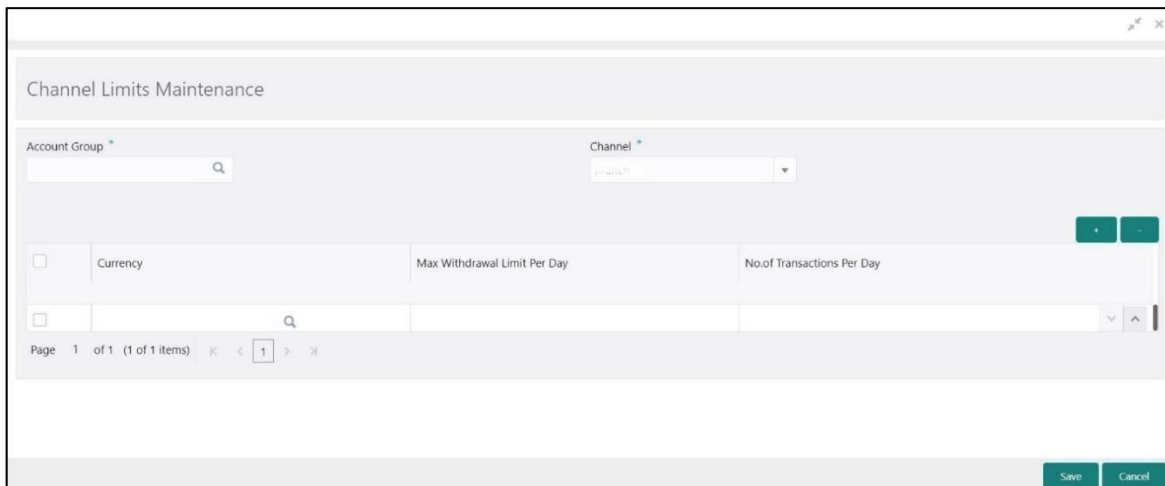 Channel Limits Maintenance
Account Group *
Channel *
+ -
Currency Max Withdrawal Limit Per Day No.of Transactions Per Day
Page 1 of 1 (1 of 1 items) K < 1 > >|
Save Cancel